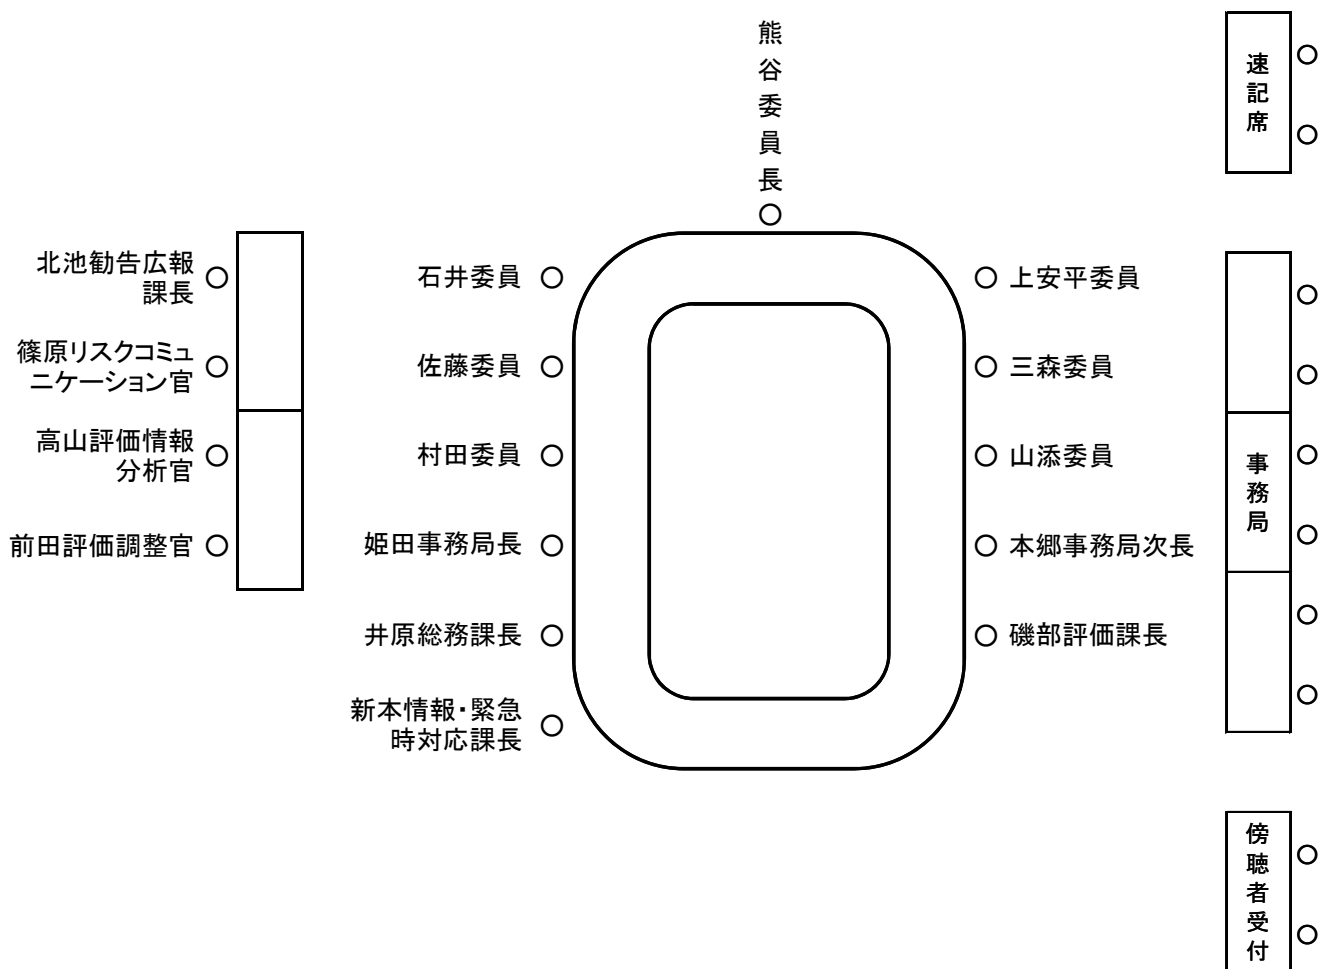 熊谷委員長
速記席
北池勧告広報
課長
篠原リスクコミュ
ニケーション官
高山評価情報
分析官
前田評価調整官
石井委員
佐藤委員
村田委員
姫田事務局長
井原総務課長
新本情報・緊急
時対応課長
上安平委員
三森委員
山添委員
本郷事務局次長
磯部評価課長
事務局
傍聴者受付